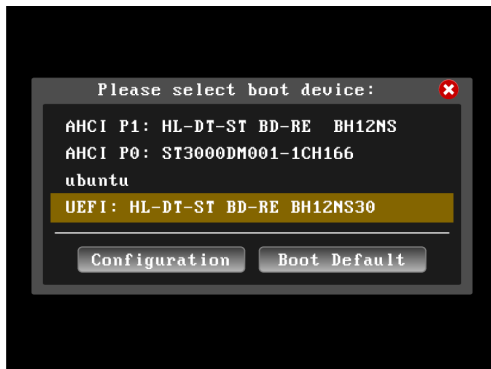 Please select boot device:
AHCI P1: HL-DT-ST BD-RE  BH12NS
AHCI P0: ST3000DM001-1CH166
ubuntu
UEFI: HL-DT-ST BD-RE BH12NS30
Configuration
Boot Default